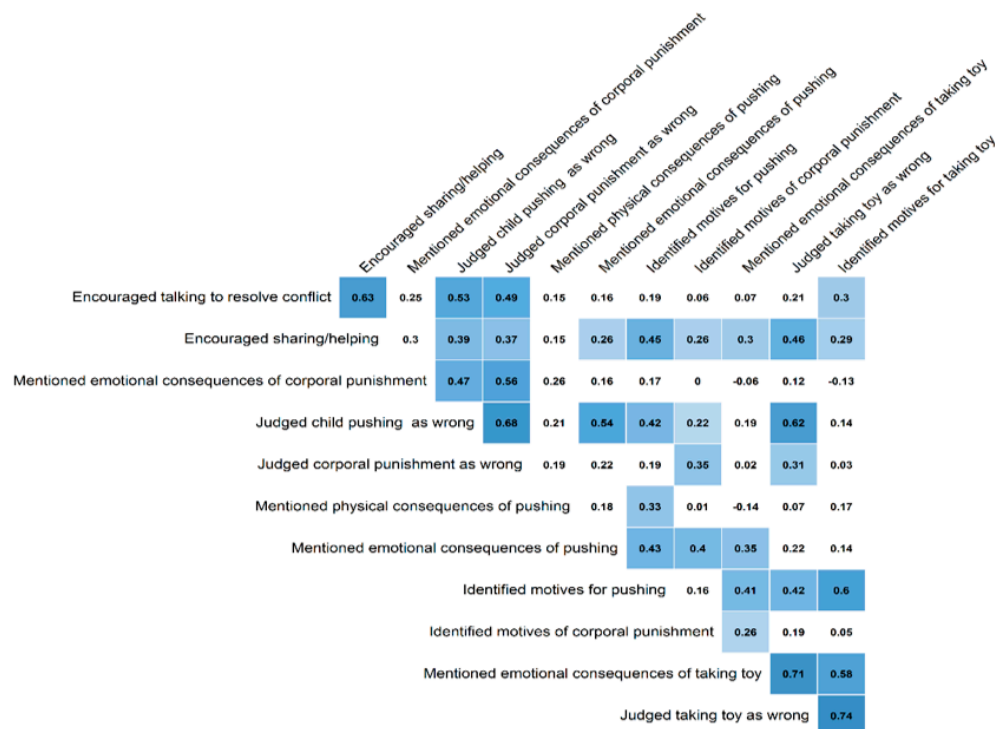 Encouraged sharing/helping
Mentioned emotional consequences of corporal punishment
Judged child pushing as wrong
Judged corporal punishment as wrong
Mentioned physical consequences of pushing
Mentioned emotional consequences of pushing
Identified motives for pushing
Identified motives of corporal punishment
Mentioned emotional consequences of taking toy
Judged taking toy as wrong
Identified motives for taking toy
Encouraged talking to resolve conflict 0.63 0.25 0.53 0.49 0.15 0.16 0.19 0.06 0.07 0.21 0.3
Encouraged sharing/helping 0.3 0.39 0.37 0.15 0.26 0.45 0.26 0.3 0.46 0.29
Mentioned emotional consequences of corporal punishment 0.47 0.56 0.26 0.16 0.17 0 -0.06 0.12 -0.13
Judged child pushing as wrong 0.68 0.21 0.54 0.42 0.22 0.19 0.62 0.14
Judged corporal punishment as wrong 0.19 0.22 0.19 0.35 0.02 0.31 0.03
Mentioned physical consequences of pushing 0.18 0.33 0.01 -0.14 0.07 0.17
Mentioned emotional consequences of pushing 0.43 0.4 0.35 0.22 0.14
Identified motives for pushing 0.16 0.41 0.42 0.6
Identified motives of corporal punishment 0.26 0.19 0.05
Mentioned emotional consequences of taking toy 0.71 0.58
Judged taking toy as wrong 0.74